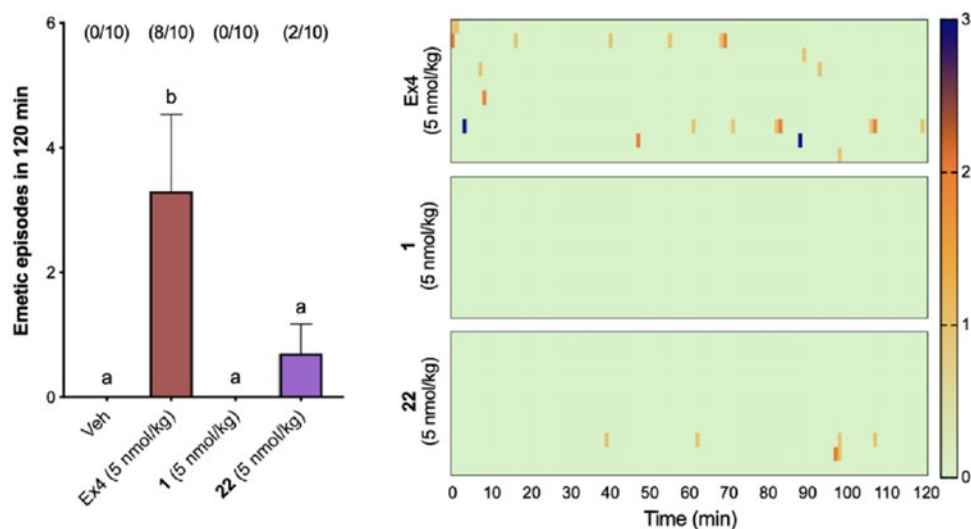 6
4
2
0
Emetic episodes in 120 min
(0/10) (8/10) (0/10) (2/10)
a
b
a
a
Veh
Ex4 (5 nmol/kg)
1 (5 nmol/kg)
22 (5 nmol/kg)
Ex4
(5 nmol/kg)
1
(5 nmol/kg)
22
(5 nmol/kg)
0 10 20 30 40 50 60 70 80 90 100 110 120
Time (min)
3
2
1
0